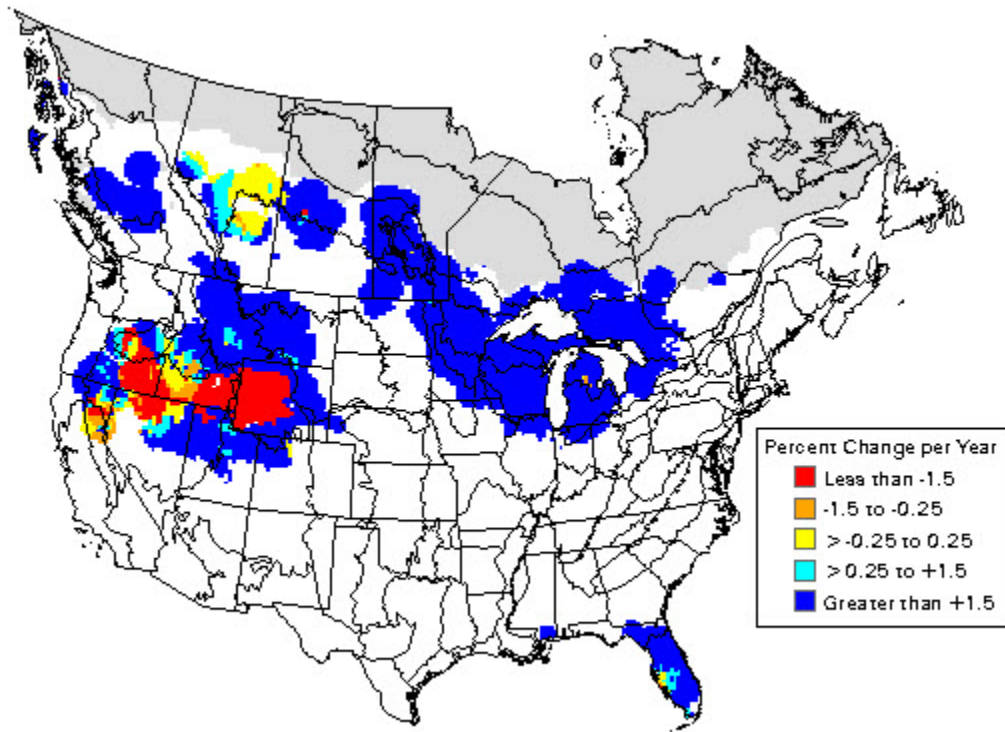 Percent Change per Year
Less than -1.5
-1.5 to -0.25
> -0.25 to 0.25
> 0.25 to +1.5
Greater than +1.5